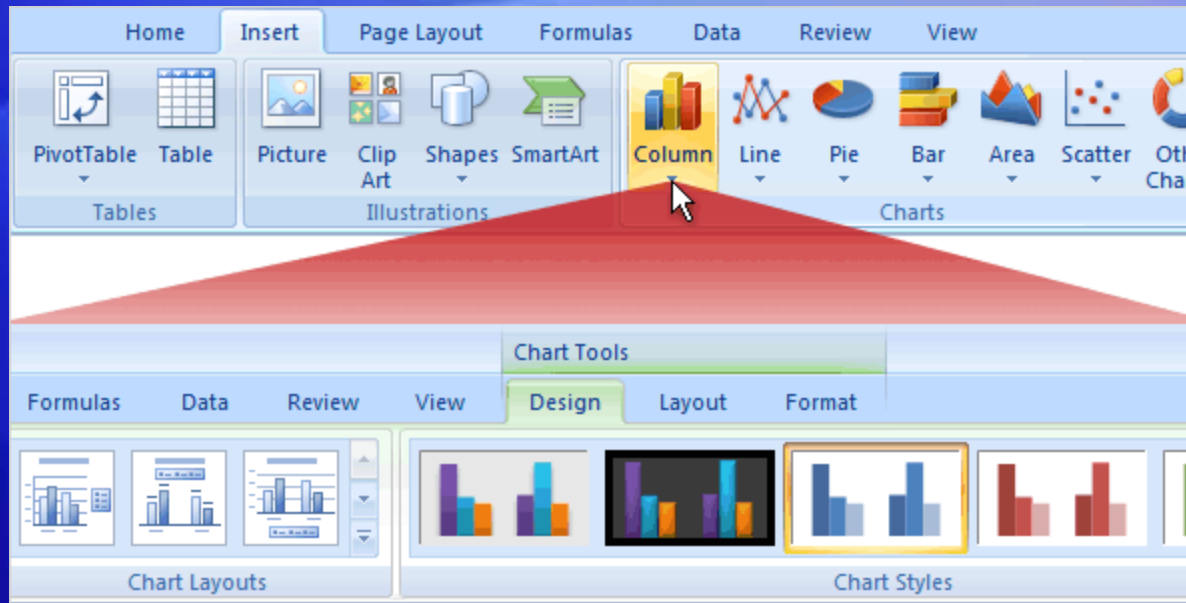 Home Insert Page Layout Formulas Data Review View
PivotTable Table Picture Clip Art Shapes SmartArt Column Line Pie Bar Area Scatter
Tables Illustrations Charts
Chart Tools
Formulas Data Review View Design Layout Format
Chart Layouts Chart Styles